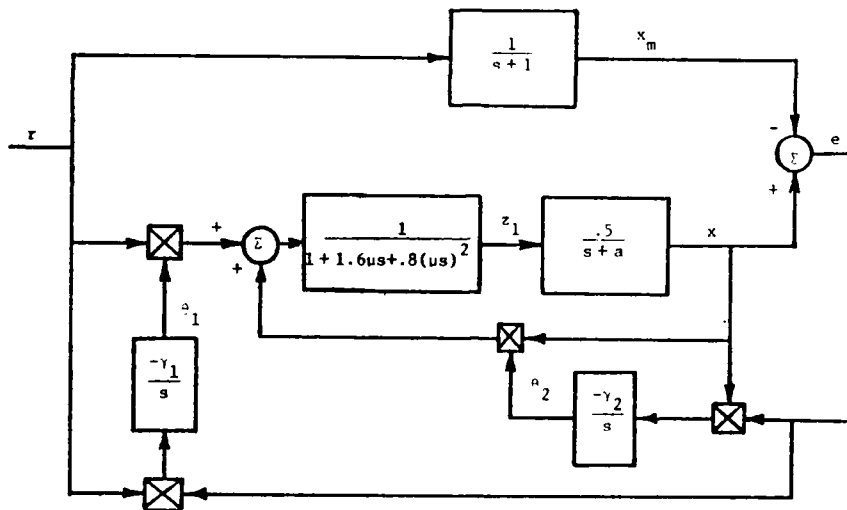 1
s + 1
x_m
r
-
Σ
e
+
+
Σ
+
1
1 + 1.6μs+.8(μs)^2
z_1
.5
s + a
x
θ_1
-γ_1
s
θ_2
-γ_2
s